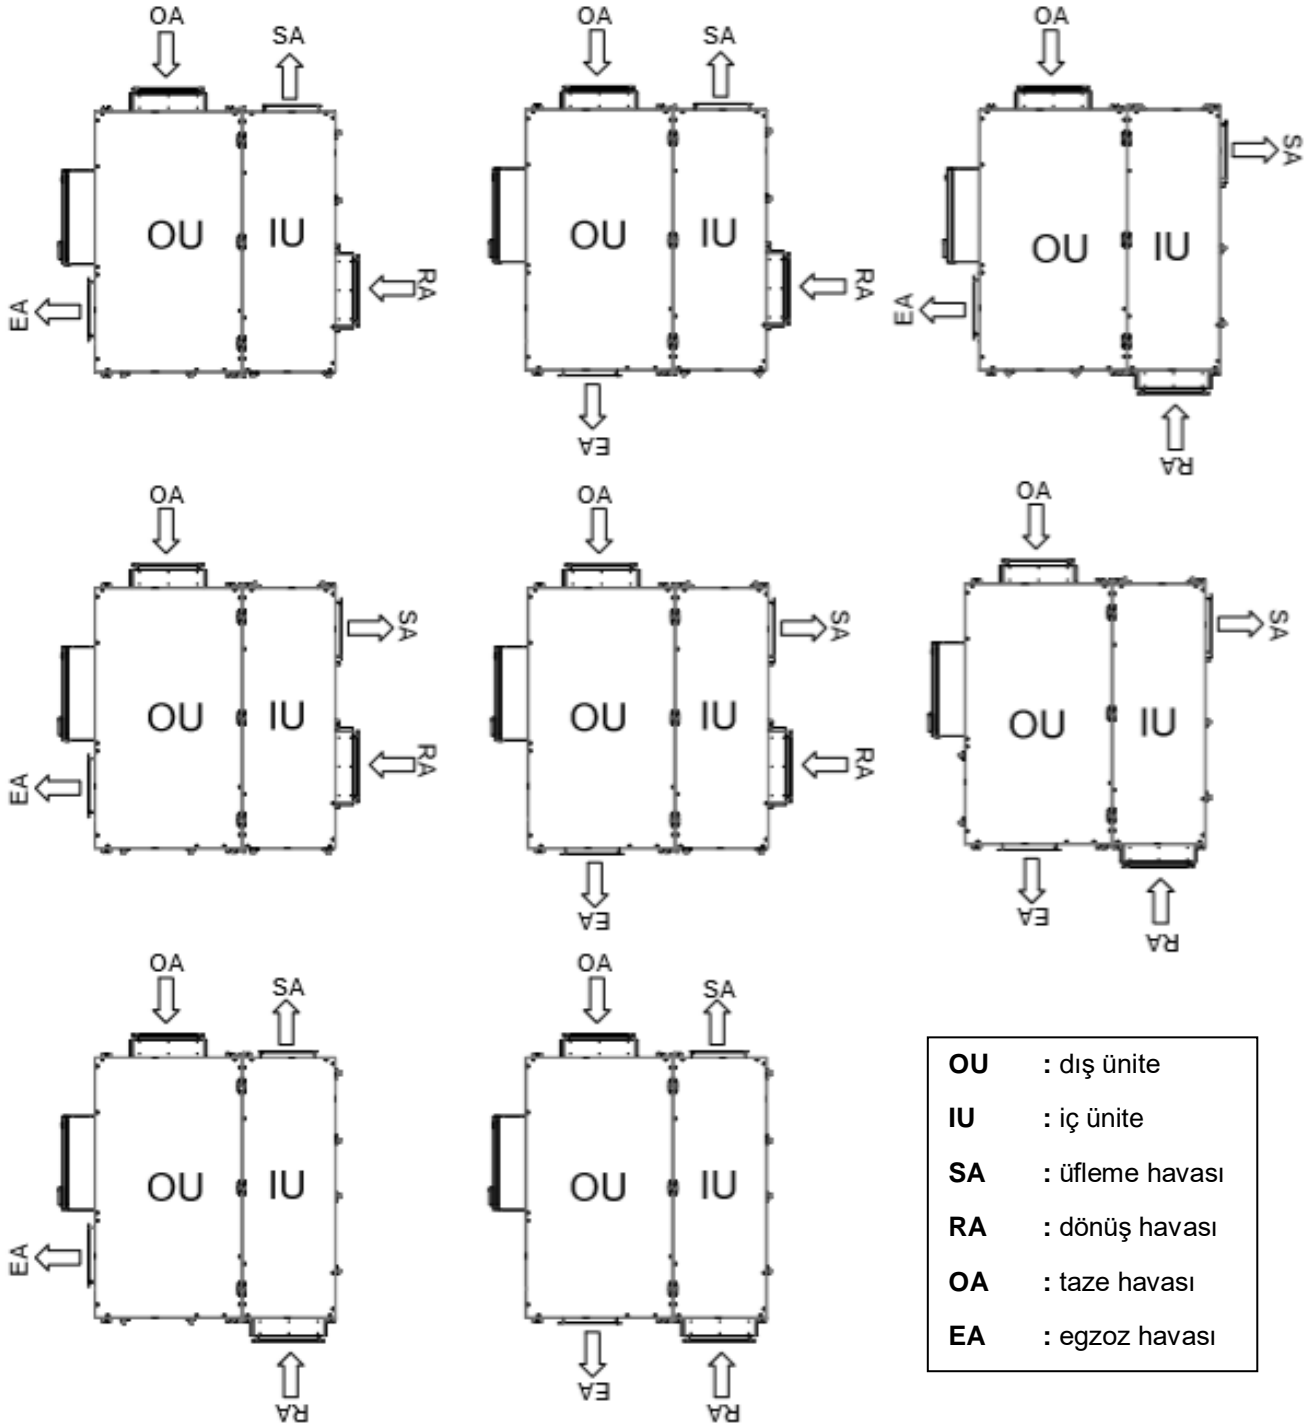 OA
SA
OU
IU
RA
EA
OA
SA
OU
IU
RA
EA
OA
SA
OU
IU
EA
RA
OA
SA
OU
IU
RA
EA
OA
SA
OU
IU
RA
EA
OA
SA
OU
IU
EA
RA
OA
SA
OU
IU
EA
RA
OA
SA
OU
IU
EA
RA
OU : dış ünite
IU : iç ünite
SA : üfleme havası
RA : dönüş havası
OA : taze havası
EA : egzoz havası